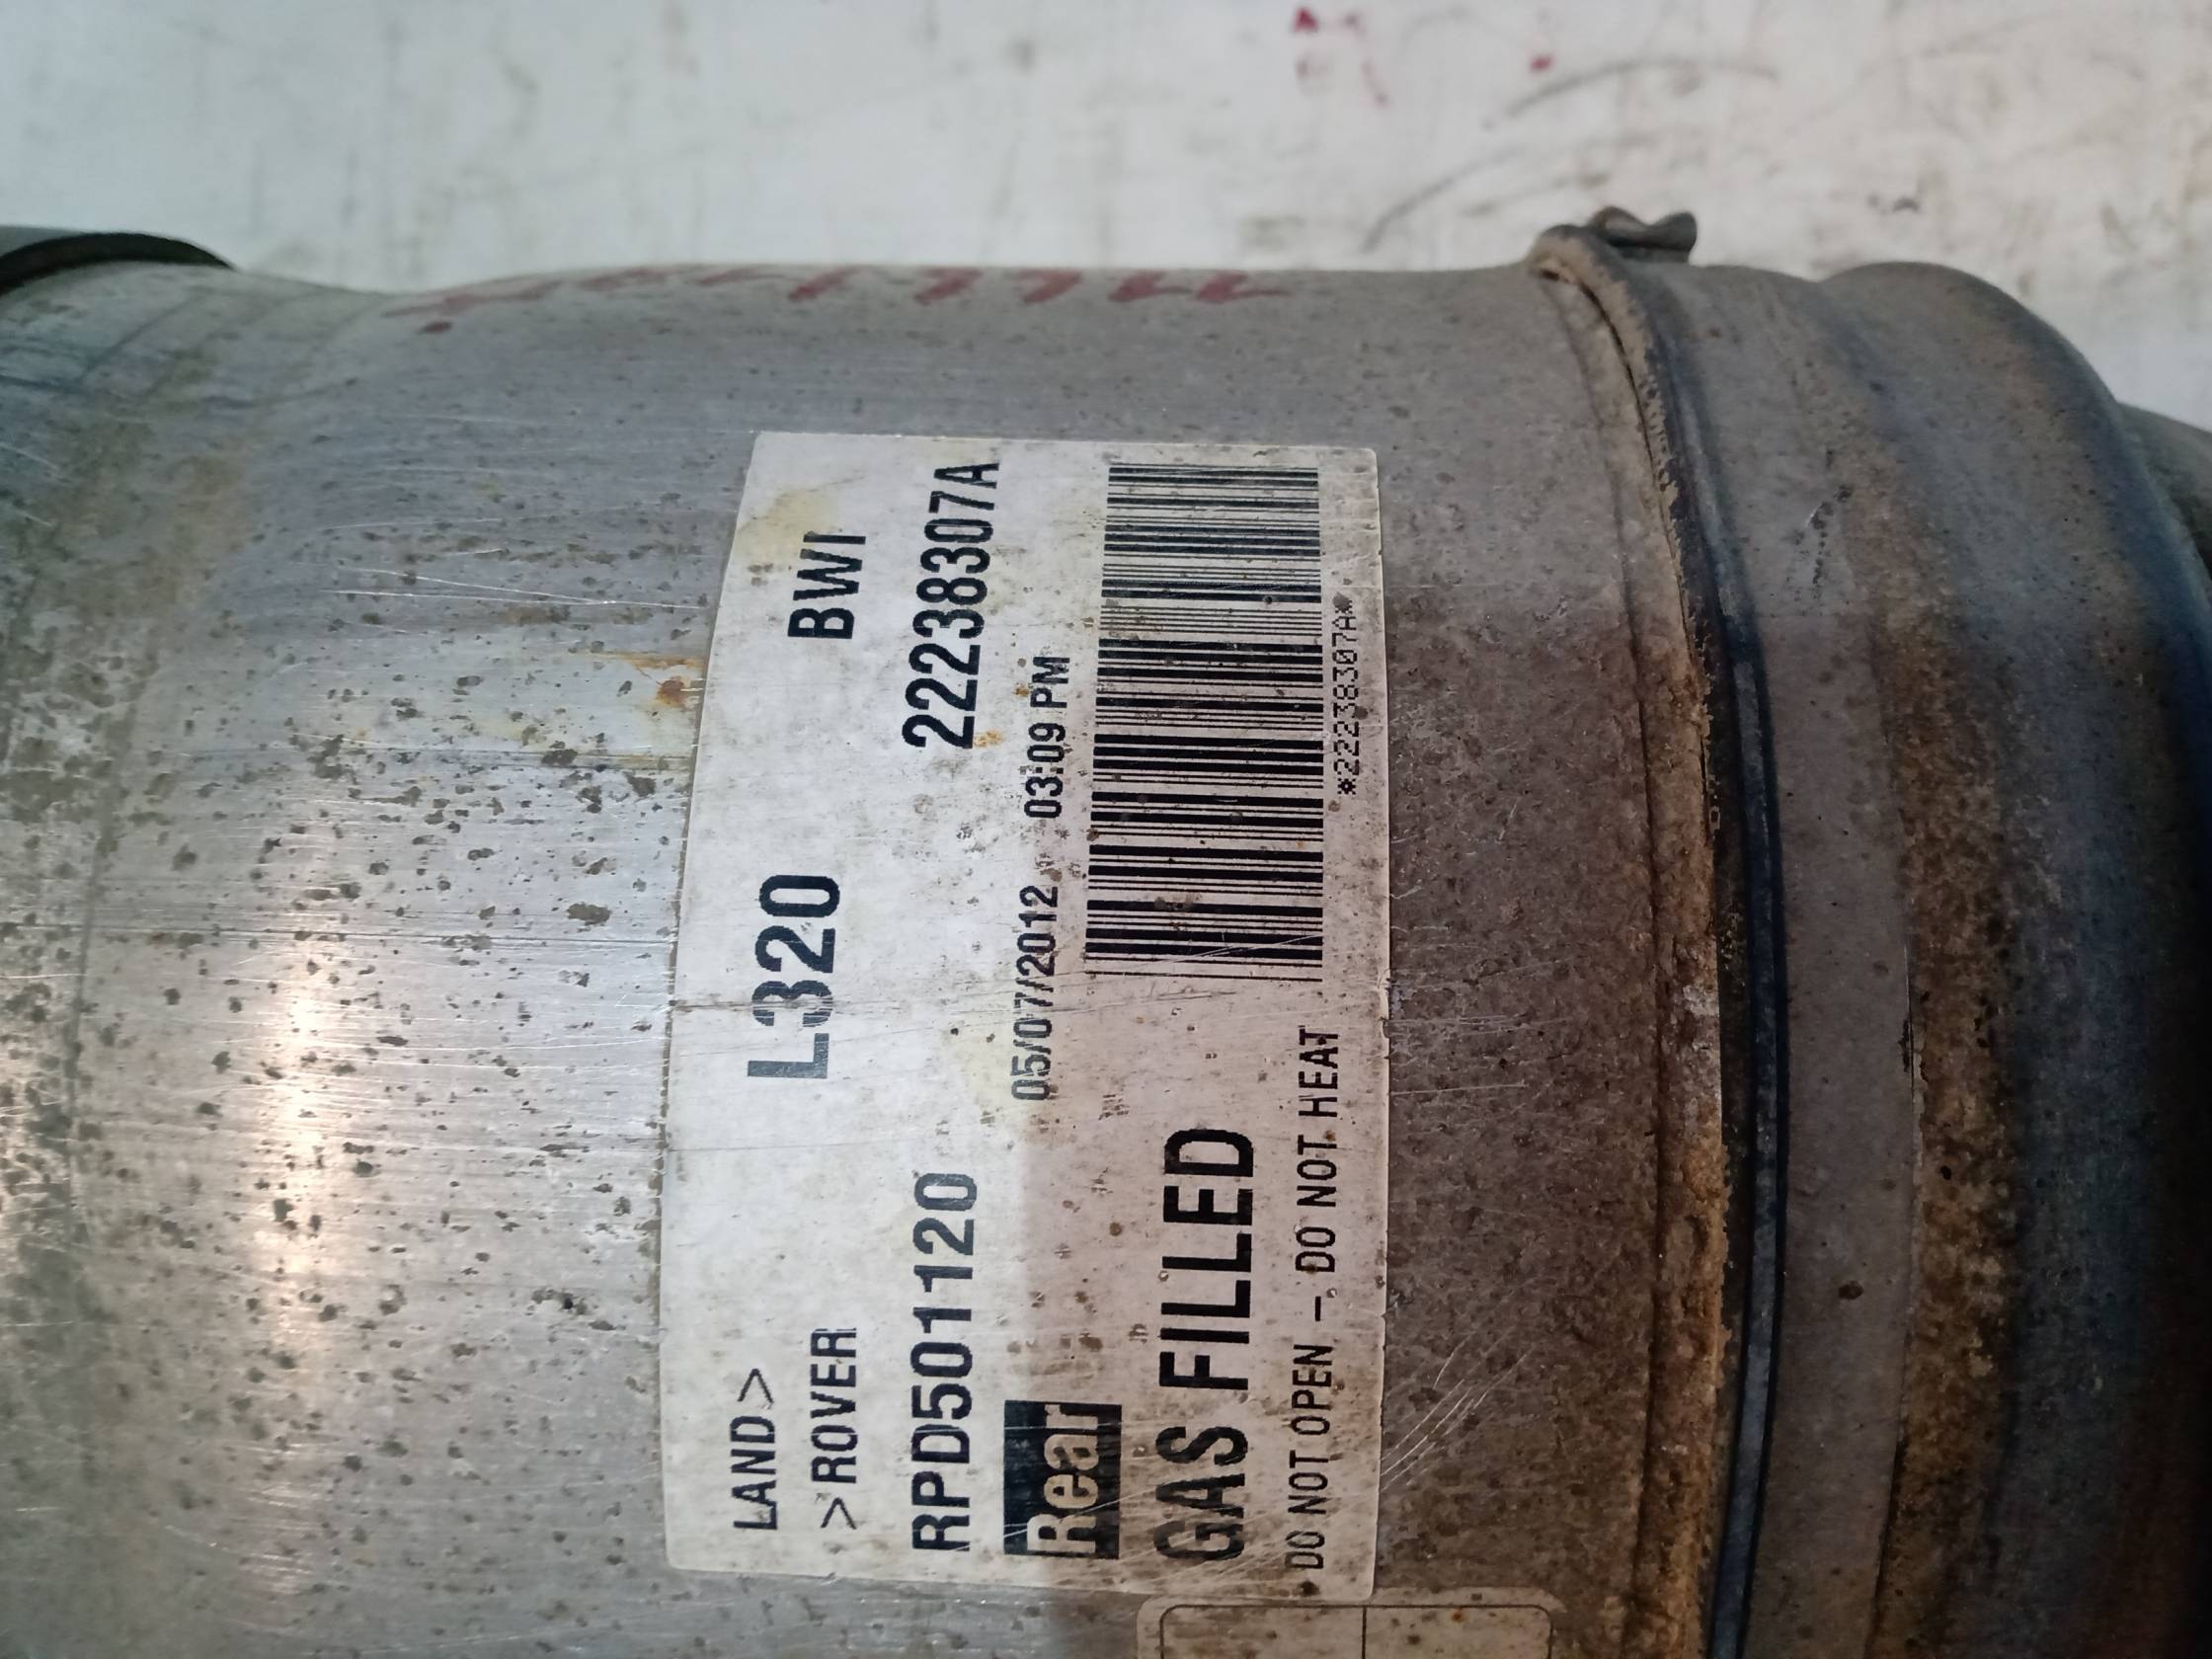 LAND> L320 BWI
>ROVER
RPD501120 22238307A
Rear 05/07/2012 03:09 PM
GAS FILLED
DO NOT OPEN - DO NOT HEAT *22238307A*